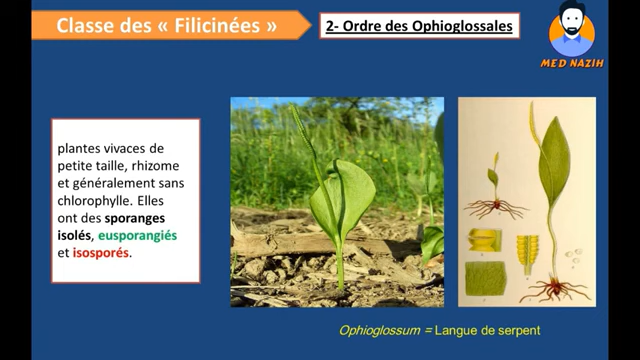 Classe des « Filicinées »
2- Ordre des Ophioglossales
MED NAZIH
plantes vivaces de
petite taille, rhizome
et généralement sans
chlorophylle. Elles
ont des sporanges
isolés, eusporangiés
et isosporés.
Ophioglossum = Langue de serpent